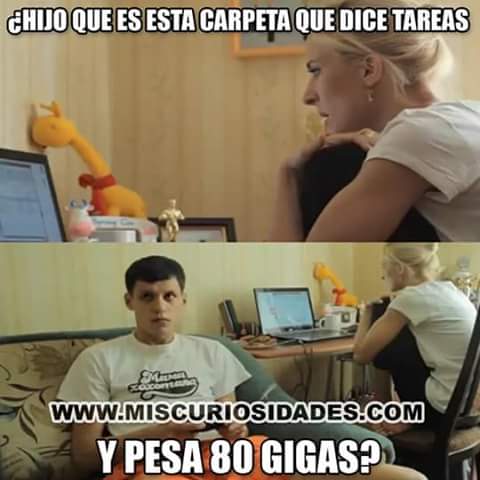 ¿HIJO QUE ES ESTA CARPETA QUE DICE TAREAS
WWW.MISCURIOSIDADES.COM
Y PESA 80 GIGAS?